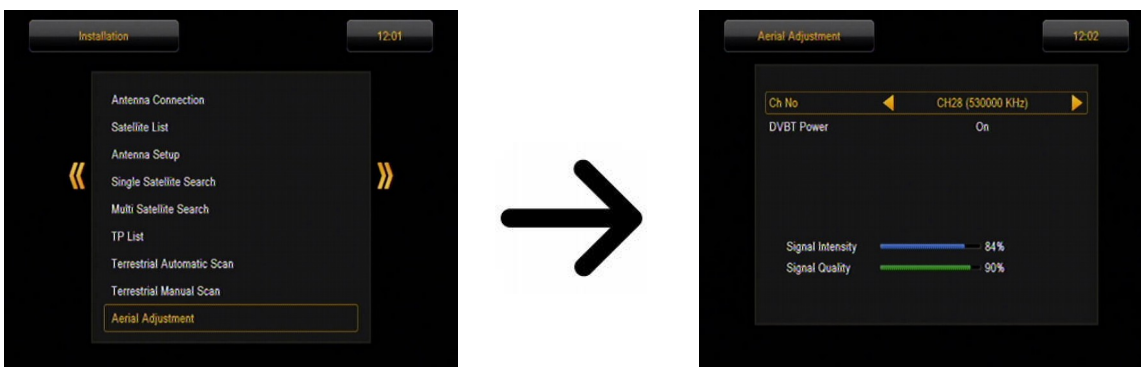 Installation
12:01
Antenna Connection
Satellite List
Antenna Setup
Single Satellite Search
Multi Satellite Search
TP List
Terrestrial Automatic Scan
Terrestrial Manual Scan
Aerial Adjustment
Aerial Adjustment
12:02
Ch No CH28 (530000 KHz)
DVBT Power On
Signal Intensity 84%
Signal Quality 90%